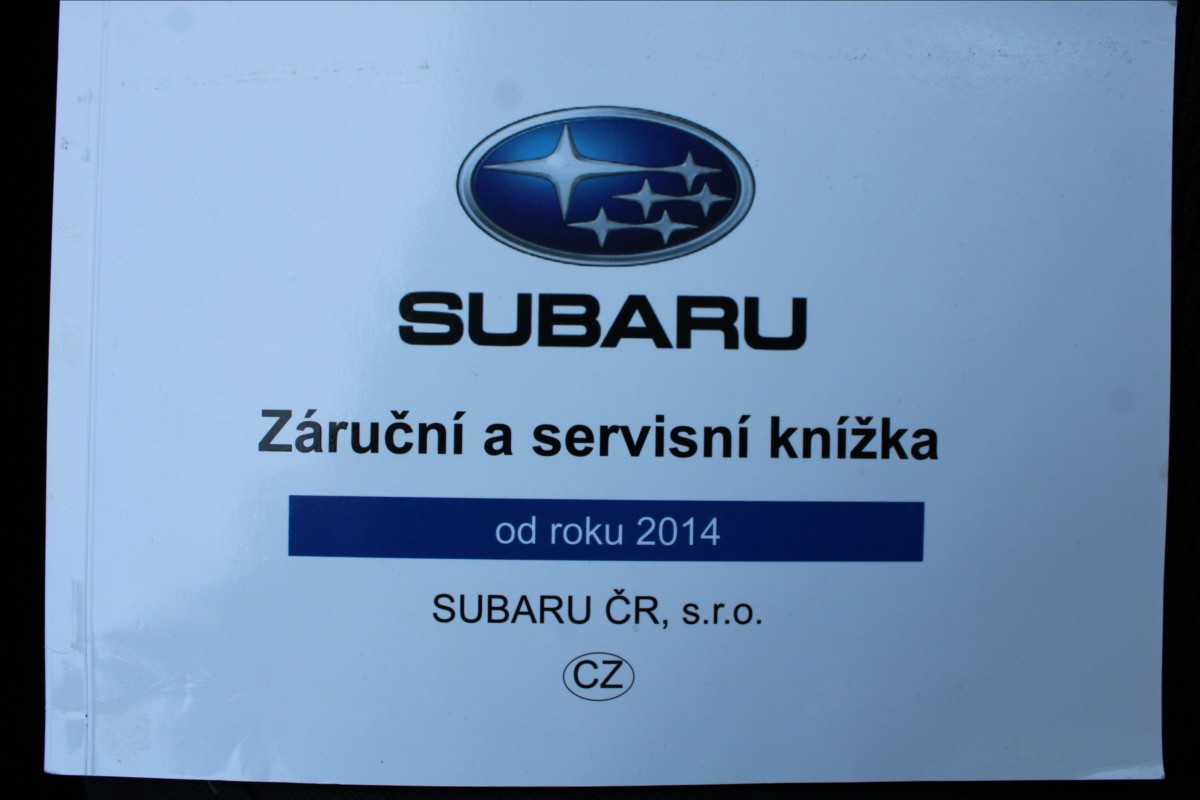 SUBARU
Záruční a servisní knížka
od roku 2014
SUBARU ČR, s.r.o.
CZ